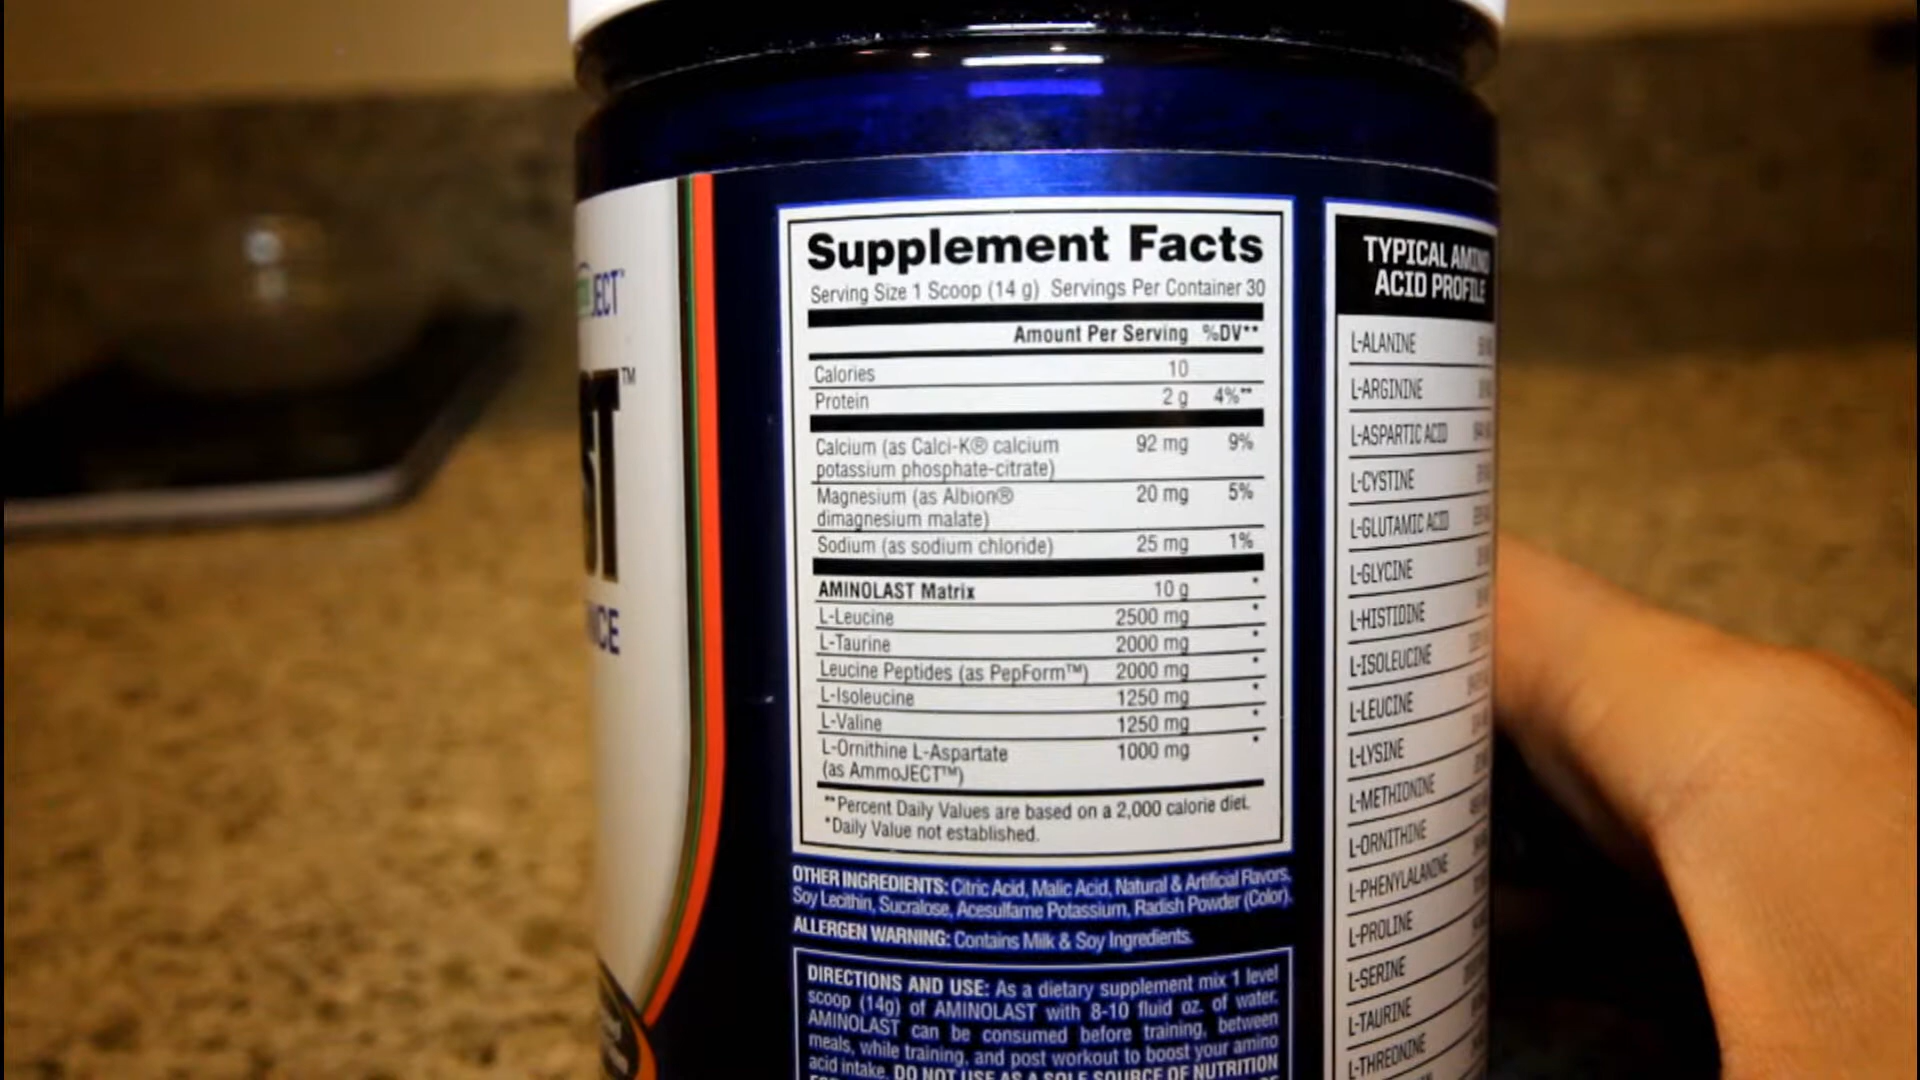 JECT™
ST™
NCE
Supplement Facts
Serving Size 1 Scoop (14 g) Servings Per Container 30
Amount Per Serving %DV**
Calories 10
Protein 2 g 4%**
Calcium (as Calci-K® calcium 92 mg 9%
potassium phosphate-citrate)
Magnesium (as Albion® 20 mg 5%
dimagnesium malate)
Sodium (as sodium chloride) 25 mg 1%
AMINOLAST Matrix 10 g *
L-Leucine 2500 mg *
L-Taurine 2000 mg *
Leucine Peptides (as PepForm™) 2000 mg *
L-Isoleucine 1250 mg *
L-Valine 1250 mg *
L-Ornithine L-Aspartate 1000 mg *
(as AmmoJECT™)
**Percent Daily Values are based on a 2,000 calorie diet.
*Daily Value not established.
OTHER INGREDIENTS: Citric Acid, Malic Acid, Natural & Artificial Flavors,
Soy Lecithin, Sucralose, Acesulfame Potassium, Radish Powder (Color).
ALLERGEN WARNING: Contains Milk & Soy Ingredients.
DIRECTIONS AND USE: As a dietary supplement mix 1 level
scoop (14g) of AMINOLAST with 8-10 fluid oz. of water.
AMINOLAST can be consumed before training, between
meals, while training, and post workout to boost your amino
acid intake. DO NOT USE AS A SOLE SOURCE OF NUTRITION
TYPICAL AMINO
ACID PROFILE
L-ALANINE
L-ARGININE
L-ASPARTIC ACID
L-CYSTINE
L-GLUTAMIC ACID
L-GLYCINE
L-HISTIDINE
L-ISOLEUCINE
L-LEUCINE
L-LYSINE
L-METHIONINE
L-ORNITHINE
L-PHENYLALANINE
L-PROLINE
L-SERINE
L-TAURINE
L-THREONINE